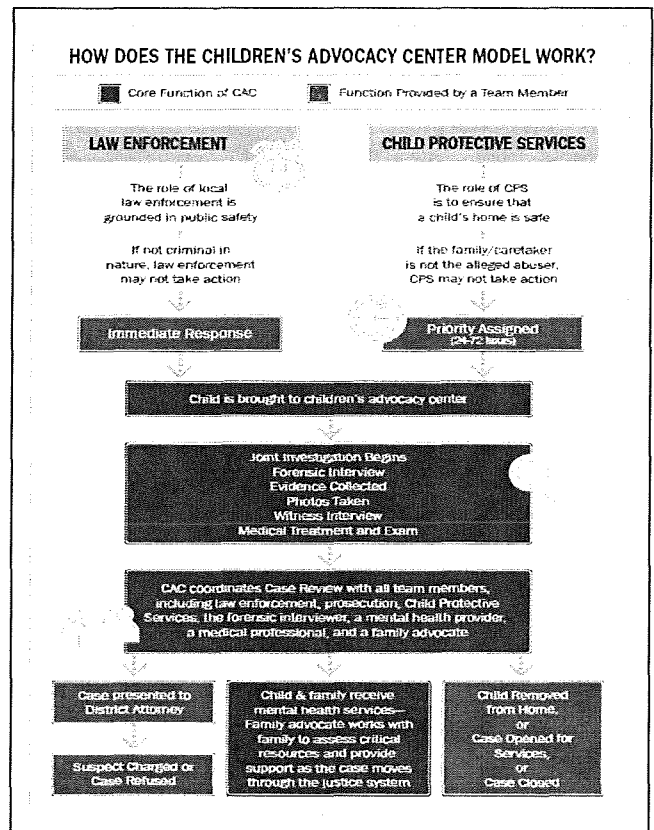 HOW DOES THE CHILDREN'S ADVOCACY CENTER MODEL WORK?
Core Function of CAC
Function Provided by a Team Member
LAW ENFORCEMENT
The role of local
law enforcement is
grounded in public safety
If not criminal in
nature, law enforcement
may not take action
Immediate Response
CHILD PROTECTIVE SERVICES
The role of CPS
is to ensure that
a child's home is safe
If the family/caretaker
is not the alleged abuser,
CPS may not take action
Priority Assigned
(24-72 hours)
Child is brought to children's advocacy center
Joint Investigation Begins
Forensic Interview
Evidence Collected
Photos Taken
Witness Interview
Medical Treatment and Exam
CAC coordinates Case Review with all team members,
including law enforcement, prosecution, Child Protective
Services, the forensic interviewer, a mental health provider,
a medical professional, and a family advocate
Case presented to
District Attorney
Suspect Charged or
Case Refused
Child & family receive
mental health services—
Family advocate works with
family to assess critical
resources and provide
support as the case moves
through the justice system
Child Removed
from Home,
or
Case Opened for
Services,
or
Case Closed